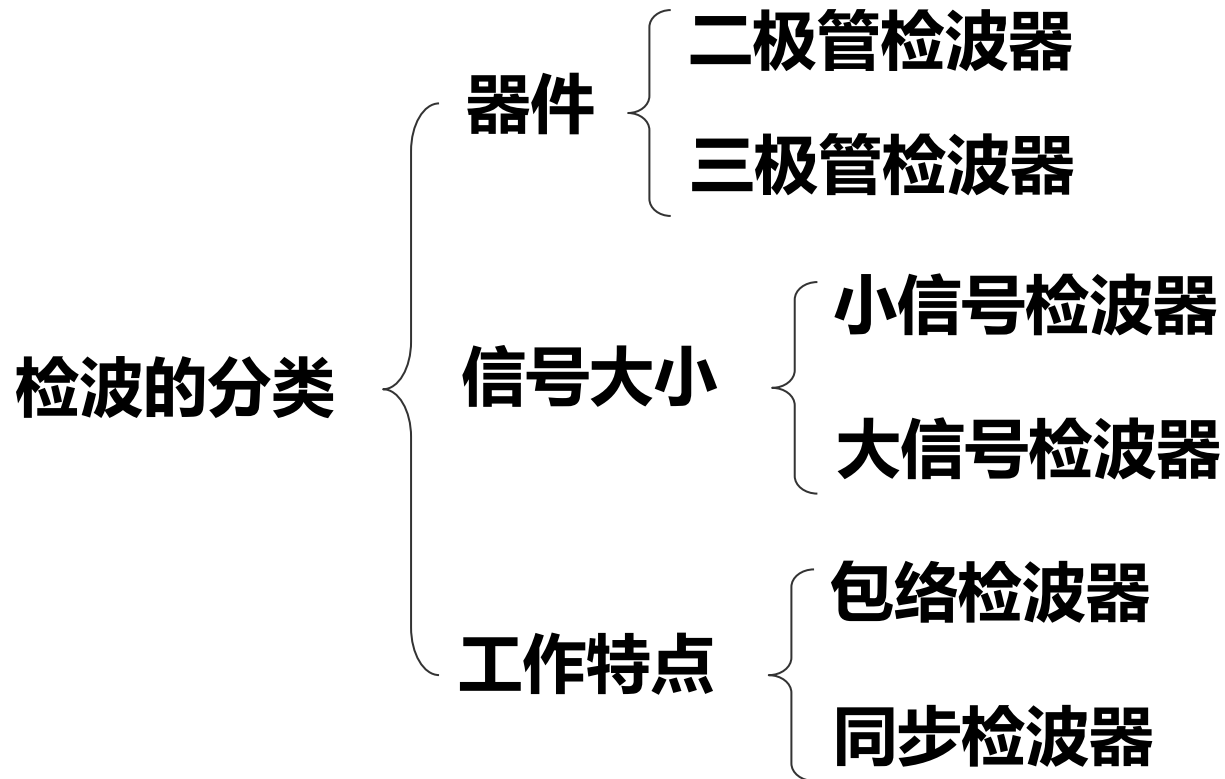 检波的分类
器件
二极管检波器
三极管检波器
信号大小
小信号检波器
大信号检波器
工作特点
包络检波器
同步检波器